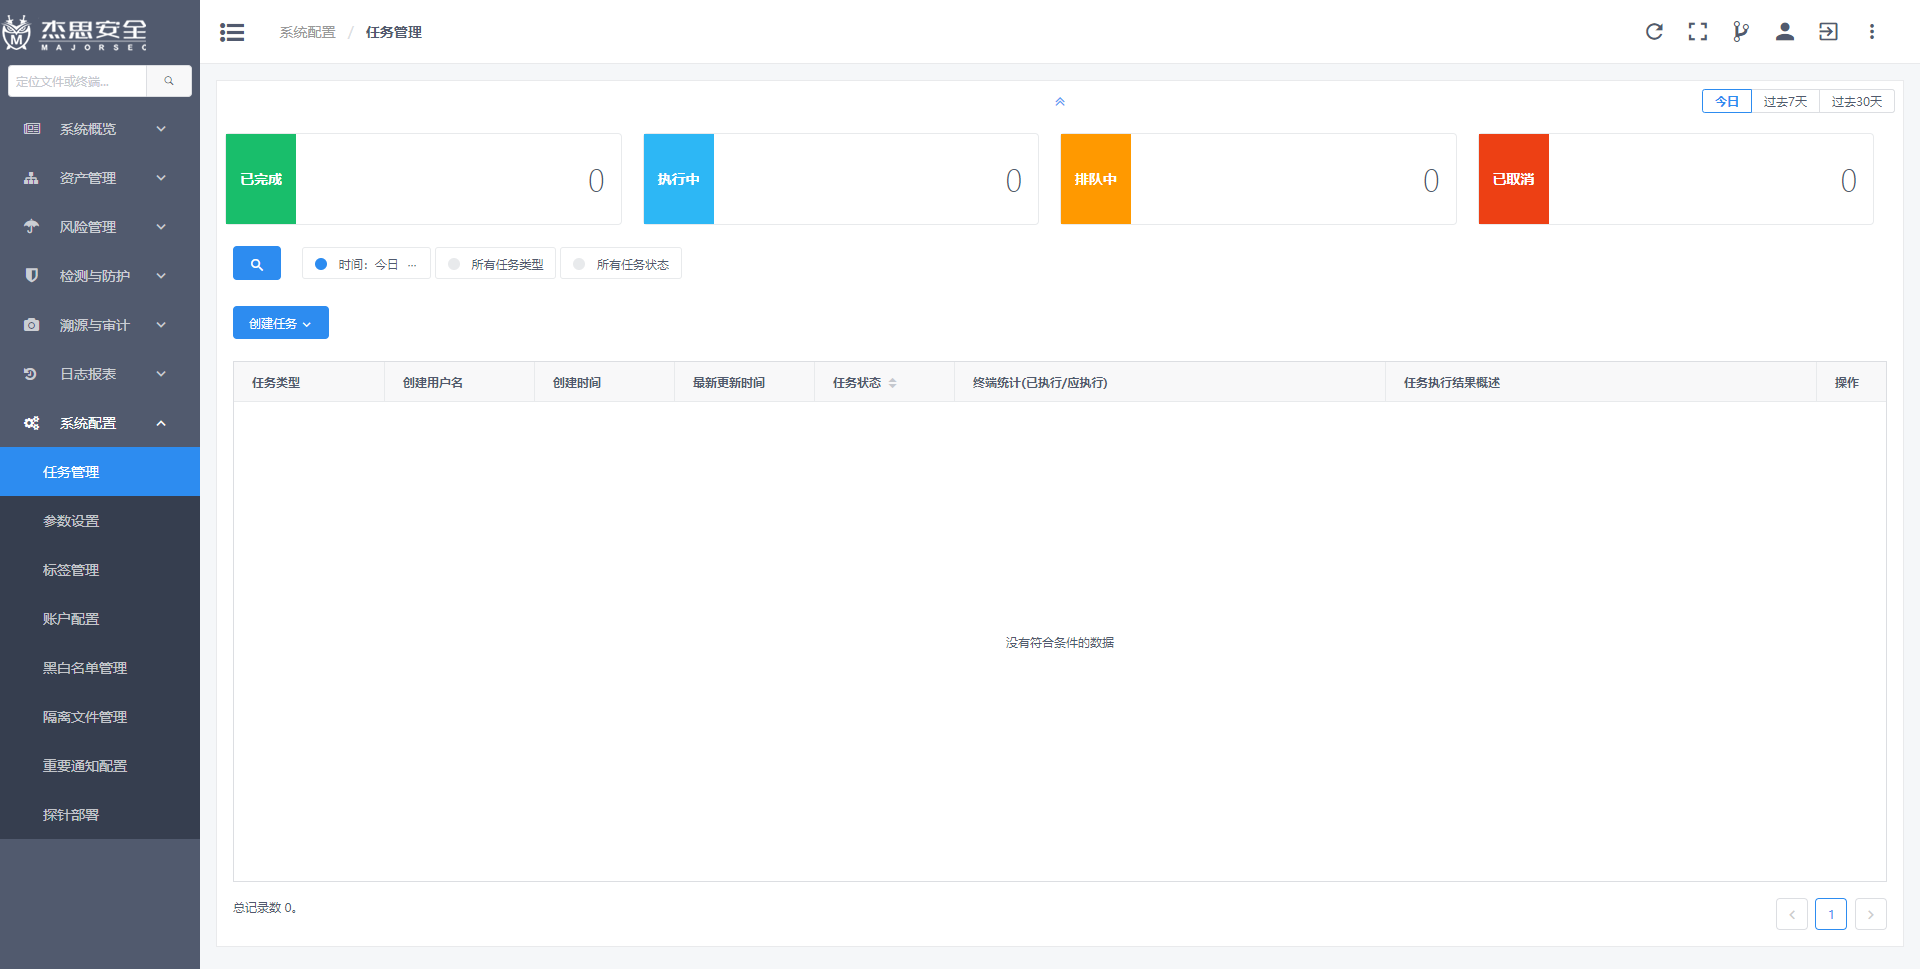 杰思安全
MAJORSEC
定位文件或终端...
系统概览
资产管理
风险管理
检测与防护
溯源与审计
日志报表
系统配置
任务管理
参数设置
标签管理
账户配置
黑白名单管理
隔离文件管理
重要通知配置
探针部署
系统配置 / 任务管理
今日 过去7天 过去30天
已完成 0
执行中 0
排队中 0
已取消 0
时间：今日 ...
所有任务类型
所有任务状态
创建任务
任务类型 创建用户名 创建时间 最新更新时间 任务状态 终端统计(已执行/应执行) 任务执行结果概述 操作
没有符合条件的数据
总记录数 0。
1